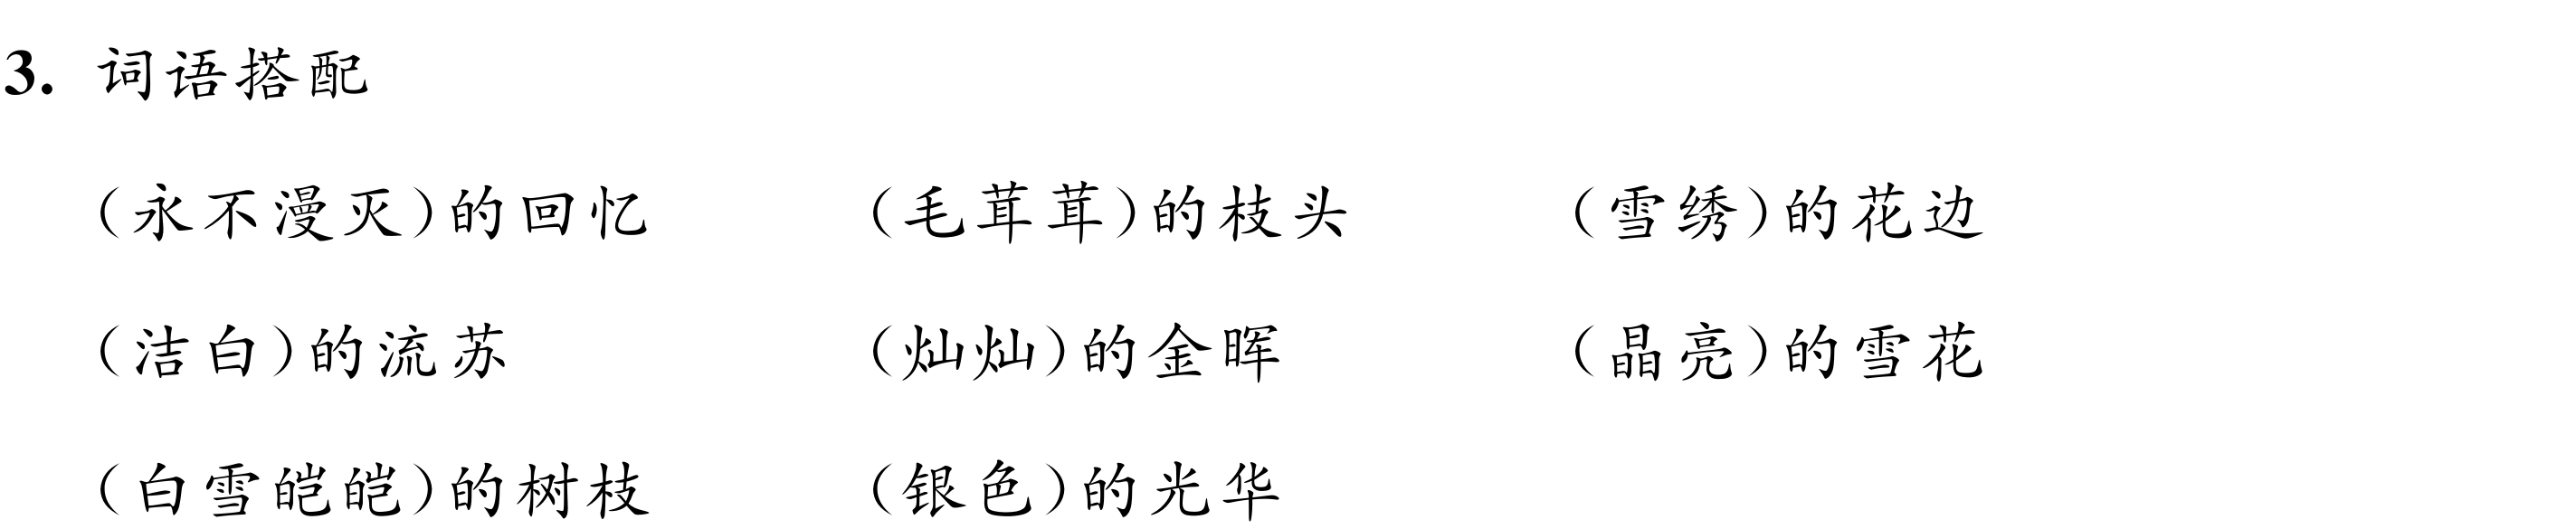 3. 词语搭配
（永不漫灭）的回忆 （毛茸茸）的枝头 （雪绣）的花边
（洁白）的流苏 （灿灿）的金晖 （晶亮）的雪花
（白雪皑皑）的树枝 （银色）的光华